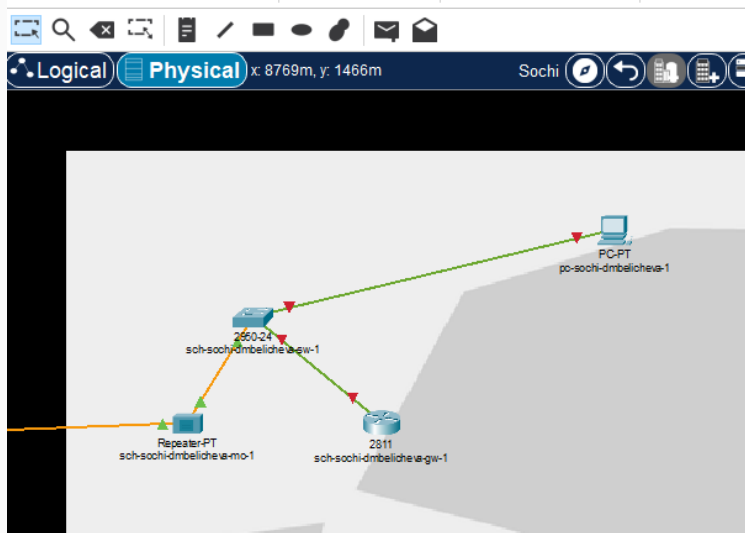 Logical
Physical
x: 8769m, y: 1466m
Sochi
PC-PT
pc-sochi-dmbelicheva-1
2950-24
sch-sochi-dmbelicheva-sw-1
Repeater-PT
sch-sochi-dmbelicheva-mo-1
2811
sch-sochi-dmbelicheva-gw-1